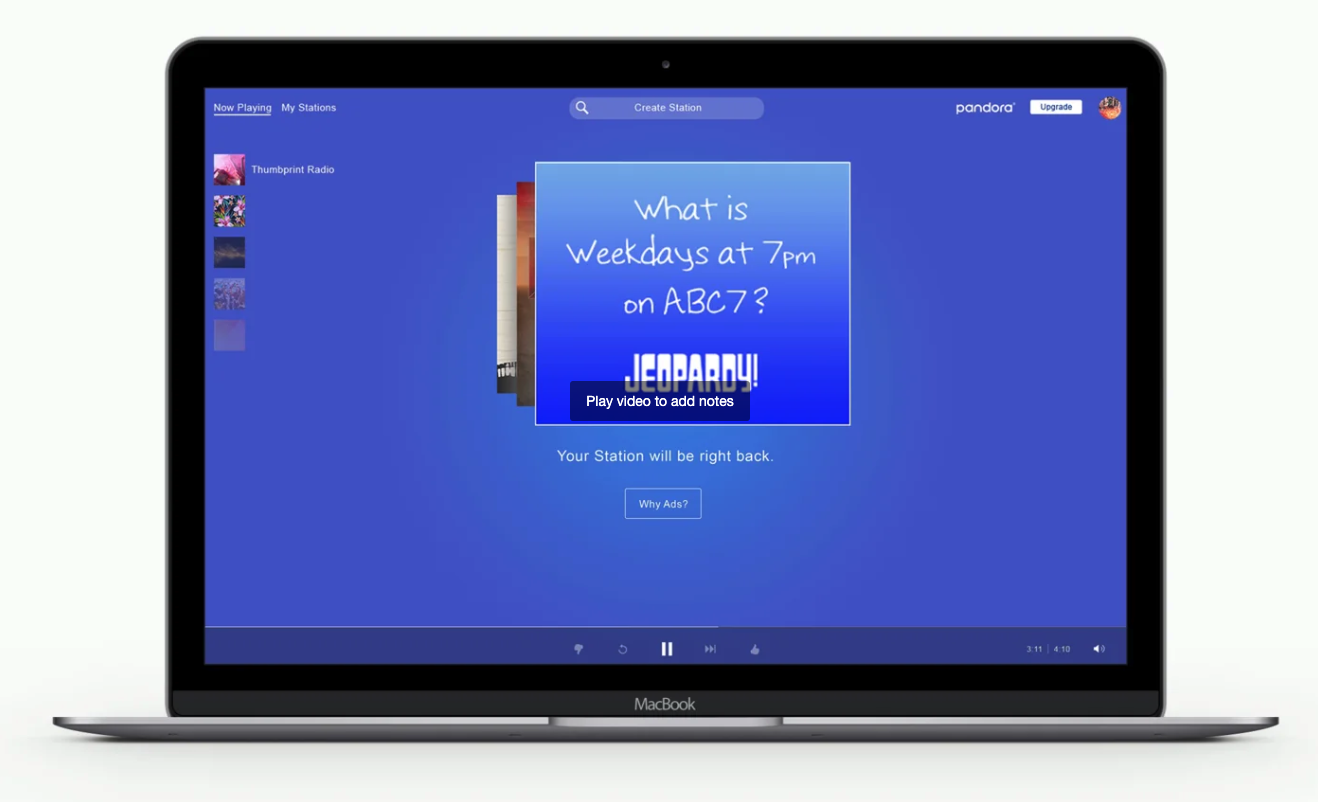 Now Playing
My Stations
Create Station
pandora
Upgrade
Thumbprint Radio
What is
Weekdays at 7pm
on ABC7?
JEOPARDY!
Play video to add notes
Your Station will be right back.
Why Ads?
3:11 | 4:10
MacBook